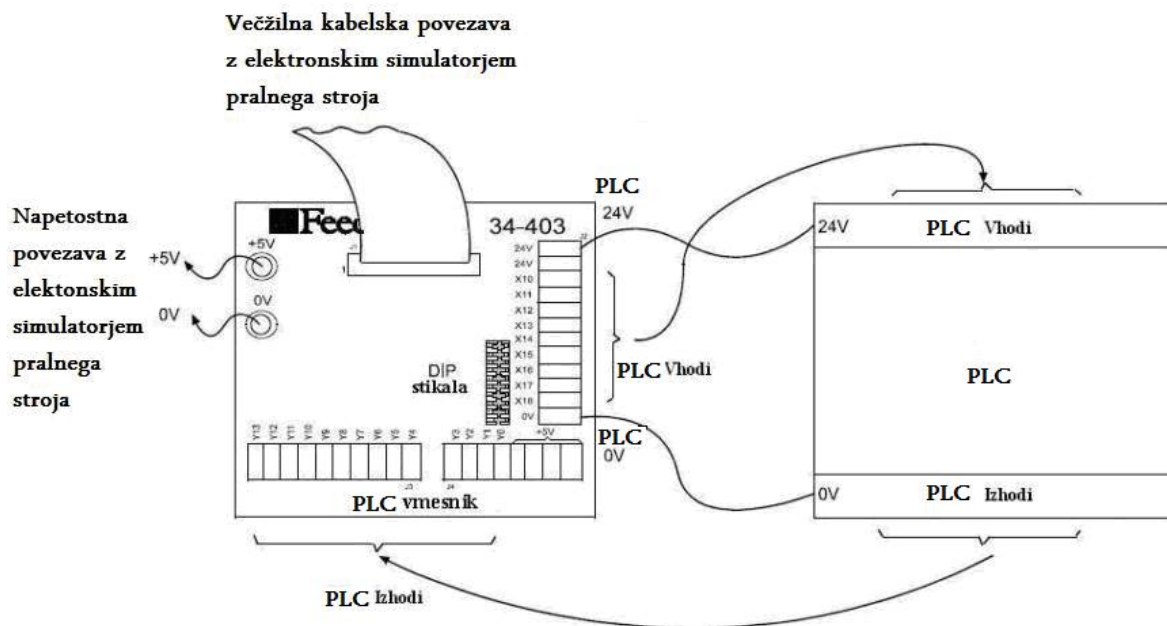 Večžilna kabelska povezava
z elektronskim simulatorjem
pralnega stroja
Napetostna
povezava z
elektonskim
simulatorjem
pralnega
stroja
+5V
0V
Feed
34-403
+5V
0V
1
PLC
24V
24V
24V
X10
X11
X12
X13
X14
X15
X16
X17
X18
0V
DIP
stikala
PLC Vhodi
PLC
0V
Y13 Y12 Y11 Y10 Y9 Y8 Y7 Y6 Y5 Y4
Y3 Y2 Y1 Y0 +5V
PLC vmesnik
PLC Izhodi
24V PLC Vhodi
PLC
0V PLC Izhodi